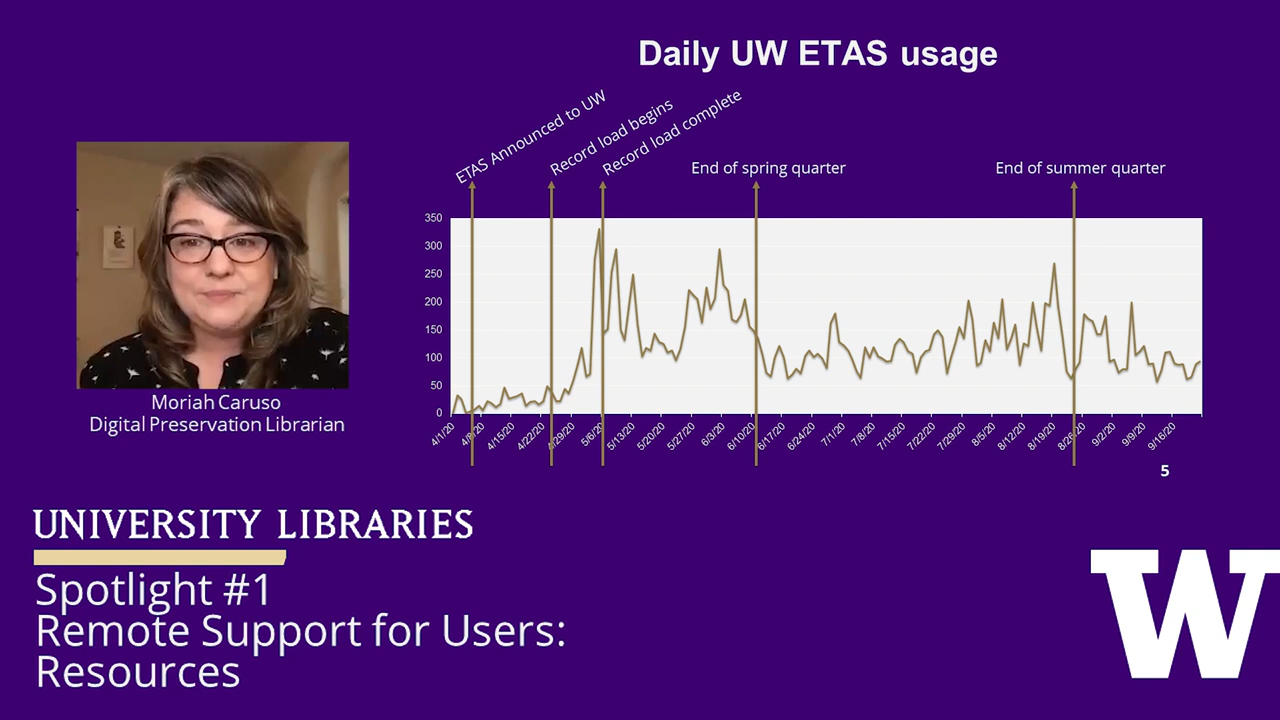 Daily UW ETAS usage
ETAS Announced to UW
Record load begins
Record load complete
End of spring quarter
End of summer quarter
350
300
250
200
150
100
50
0
4/1/20
4/8/20
4/15/20
4/22/20
4/29/20
5/6/20
5/13/20
5/20/20
5/27/20
6/3/20
6/10/20
6/17/20
6/24/20
7/1/20
7/8/20
7/15/20
7/22/20
7/29/20
8/5/20
8/12/20
8/19/20
8/26/20
9/2/20
9/9/20
9/16/20
5
Moriah Caruso
Digital Preservation Librarian
UNIVERSITY LIBRARIES
Spotlight #1
Remote Support for Users:
Resources
W